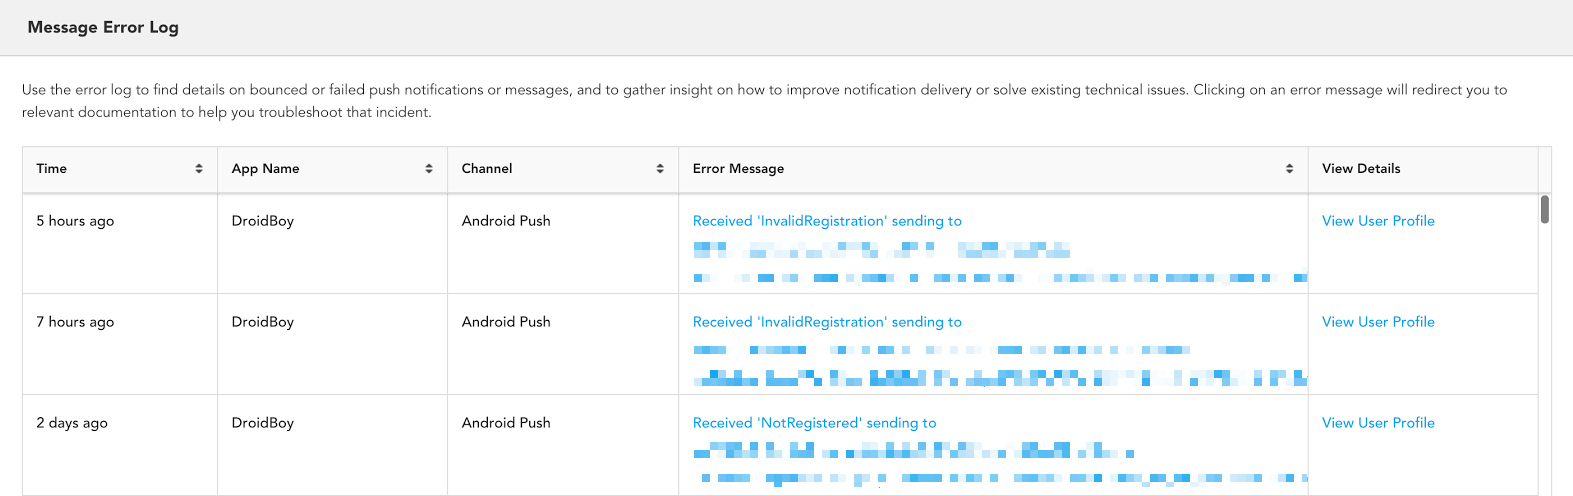 Message Error Log
Use the error log to find details on bounced or failed push notifications or messages, and to gather insight on how to improve notification delivery or solve existing technical issues. Clicking on an error message will redirect you to
relevant documentation to help you troubleshoot that incident.
Time App Name Channel Error Message View Details
5 hours ago DroidBoy Android Push Received 'InvalidRegistration' sending to View User Profile
7 hours ago DroidBoy Android Push Received 'InvalidRegistration' sending to View User Profile
2 days ago DroidBoy Android Push Received 'NotRegistered' sending to View User Profile